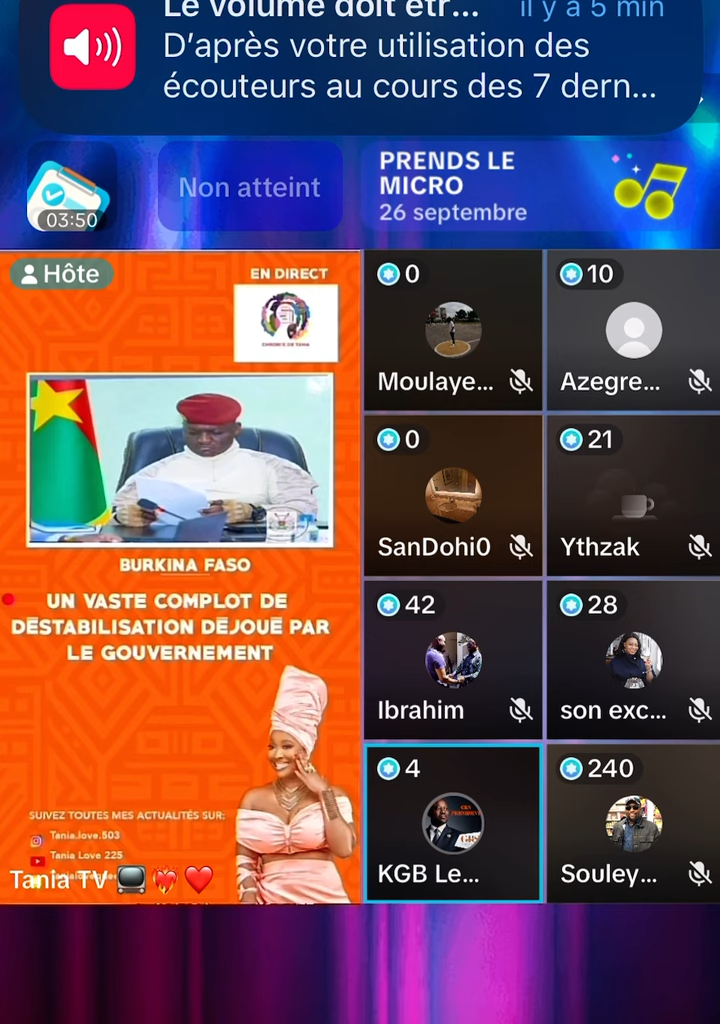 Le volume doit êtr... il y a 5 min
D'après votre utilisation des
écouteurs au cours des 7 dern...
03:50
Non atteint
PRENDS LE
MICRO
26 septembre
Hôte
EN DIRECT
BURKINA FASO
UN VASTE COMPLOT DE
DESTABILISATION DEJOUÉ PAR
LE GOUVERNEMENT
SUIVEZ TOUTES MES ACTUALITÉS SUR:
Tania.love.503
Tania Love 225
Tania TV
0
Moulaye...
10
Azegre...
0
SanDohi0
21
Ythzak
42
Ibrahim
28
son exc...
4
KGB Le...
240
Souley...